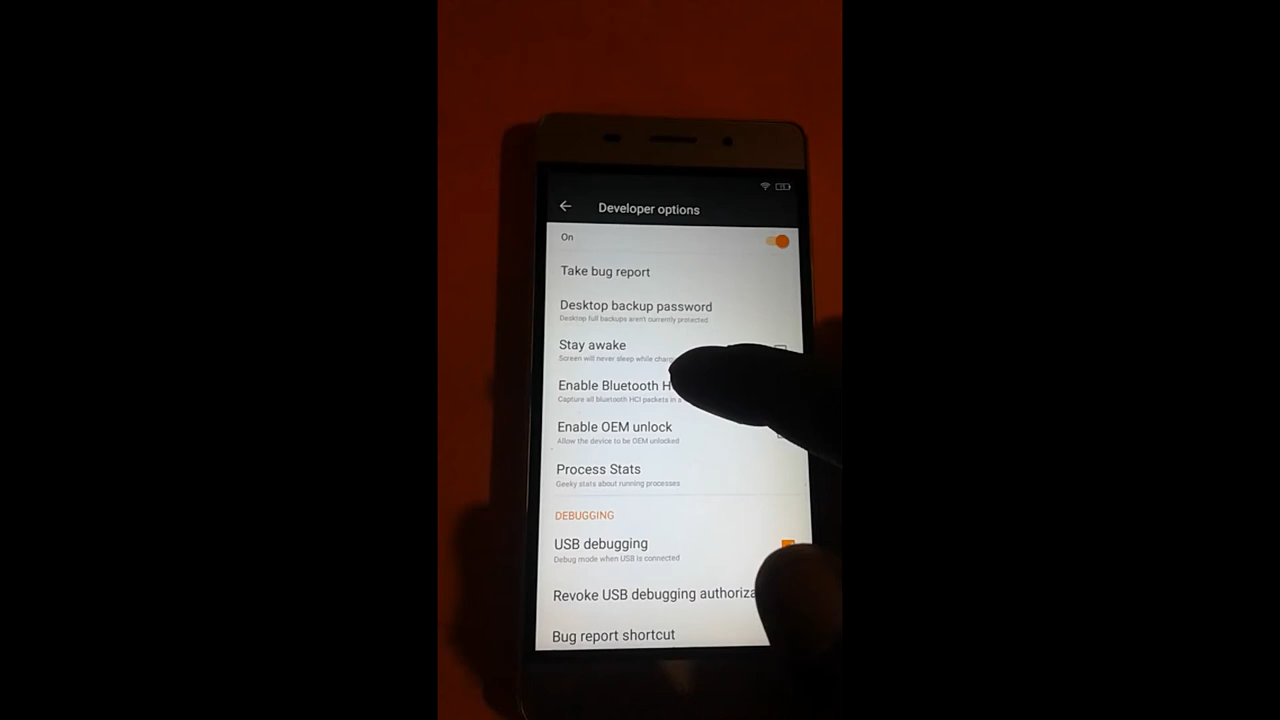 Developer options
On
Take bug report
Desktop backup password
Desktop full backups aren't currently protected
Stay awake
Screen will never sleep while
Enable Bluetooth
Capture all bluetooth HCI packets in a
Enable OEM unlock
Allow the device to be OEM unlocked
Process Stats
Geeky stats about running processes
DEBUGGING
USB debugging
Debug mode when USB is connected
Revoke USB debugging
Bug report shortcut